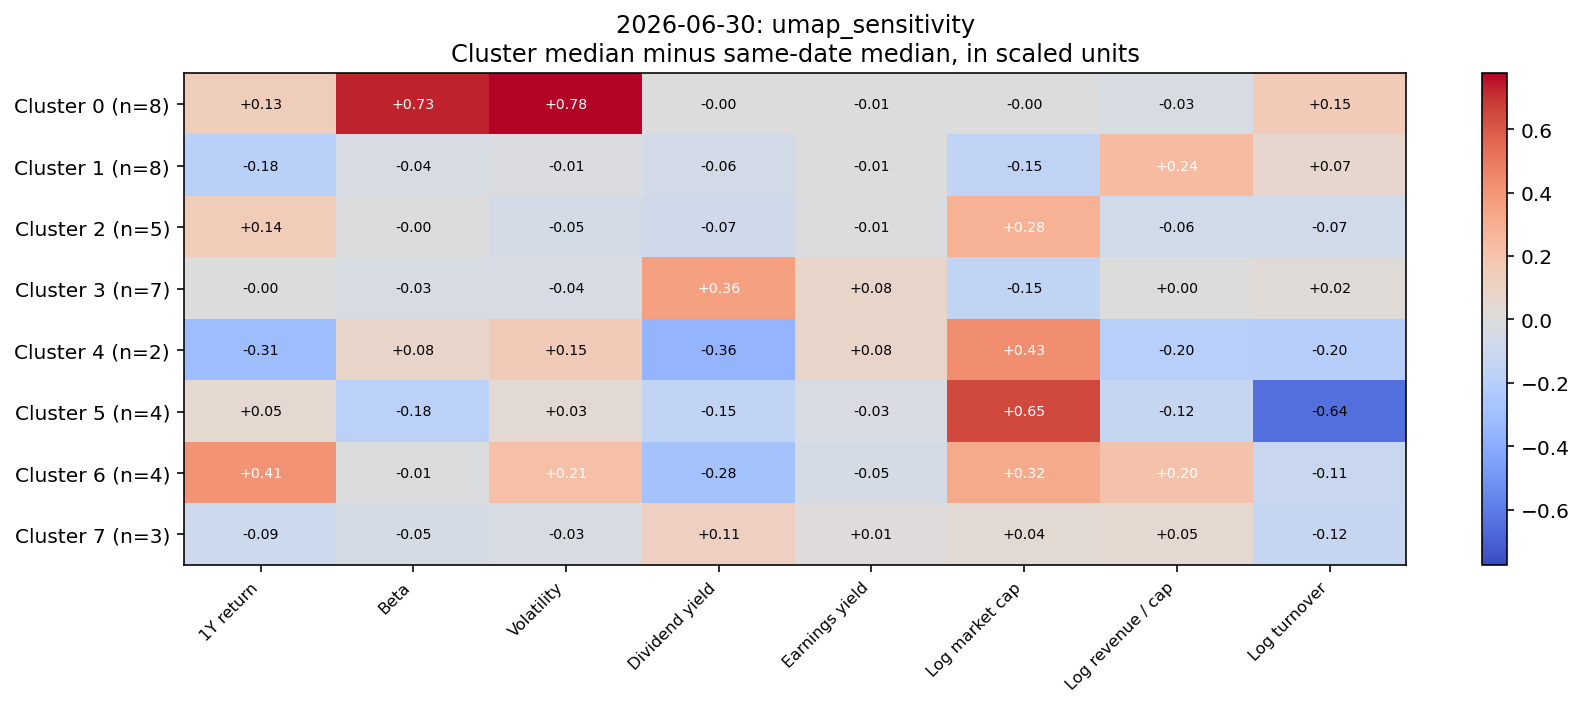 2026-06-30: umap_sensitivity
Cluster median minus same-date median, in scaled units
Cluster 0 (n=8) +0.13 +0.73 +0.78 -0.00 -0.01 -0.00 -0.03 +0.15
Cluster 1 (n=8) -0.18 -0.04 -0.01 -0.06 -0.01 -0.15 +0.24 +0.07
Cluster 2 (n=5) +0.14 -0.00 -0.05 -0.07 -0.01 +0.28 -0.06 -0.07
Cluster 3 (n=7) -0.00 -0.03 -0.04 +0.36 +0.08 -0.15 +0.00 +0.02
Cluster 4 (n=2) -0.31 +0.08 +0.15 -0.36 +0.08 +0.43 -0.20 -0.20
Cluster 5 (n=4) +0.05 -0.18 +0.03 -0.15 -0.03 +0.65 -0.12 -0.64
Cluster 6 (n=4) +0.41 -0.01 +0.21 -0.28 -0.05 +0.32 +0.20 -0.11
Cluster 7 (n=3) -0.09 -0.05 -0.03 +0.11 +0.01 +0.04 +0.05 -0.12
1Y return
Beta
Volatility
Dividend yield
Earnings yield
Log market cap
Log revenue / cap
Log turnover
0.6
0.4
0.2
0.0
−0.2
−0.4
−0.6